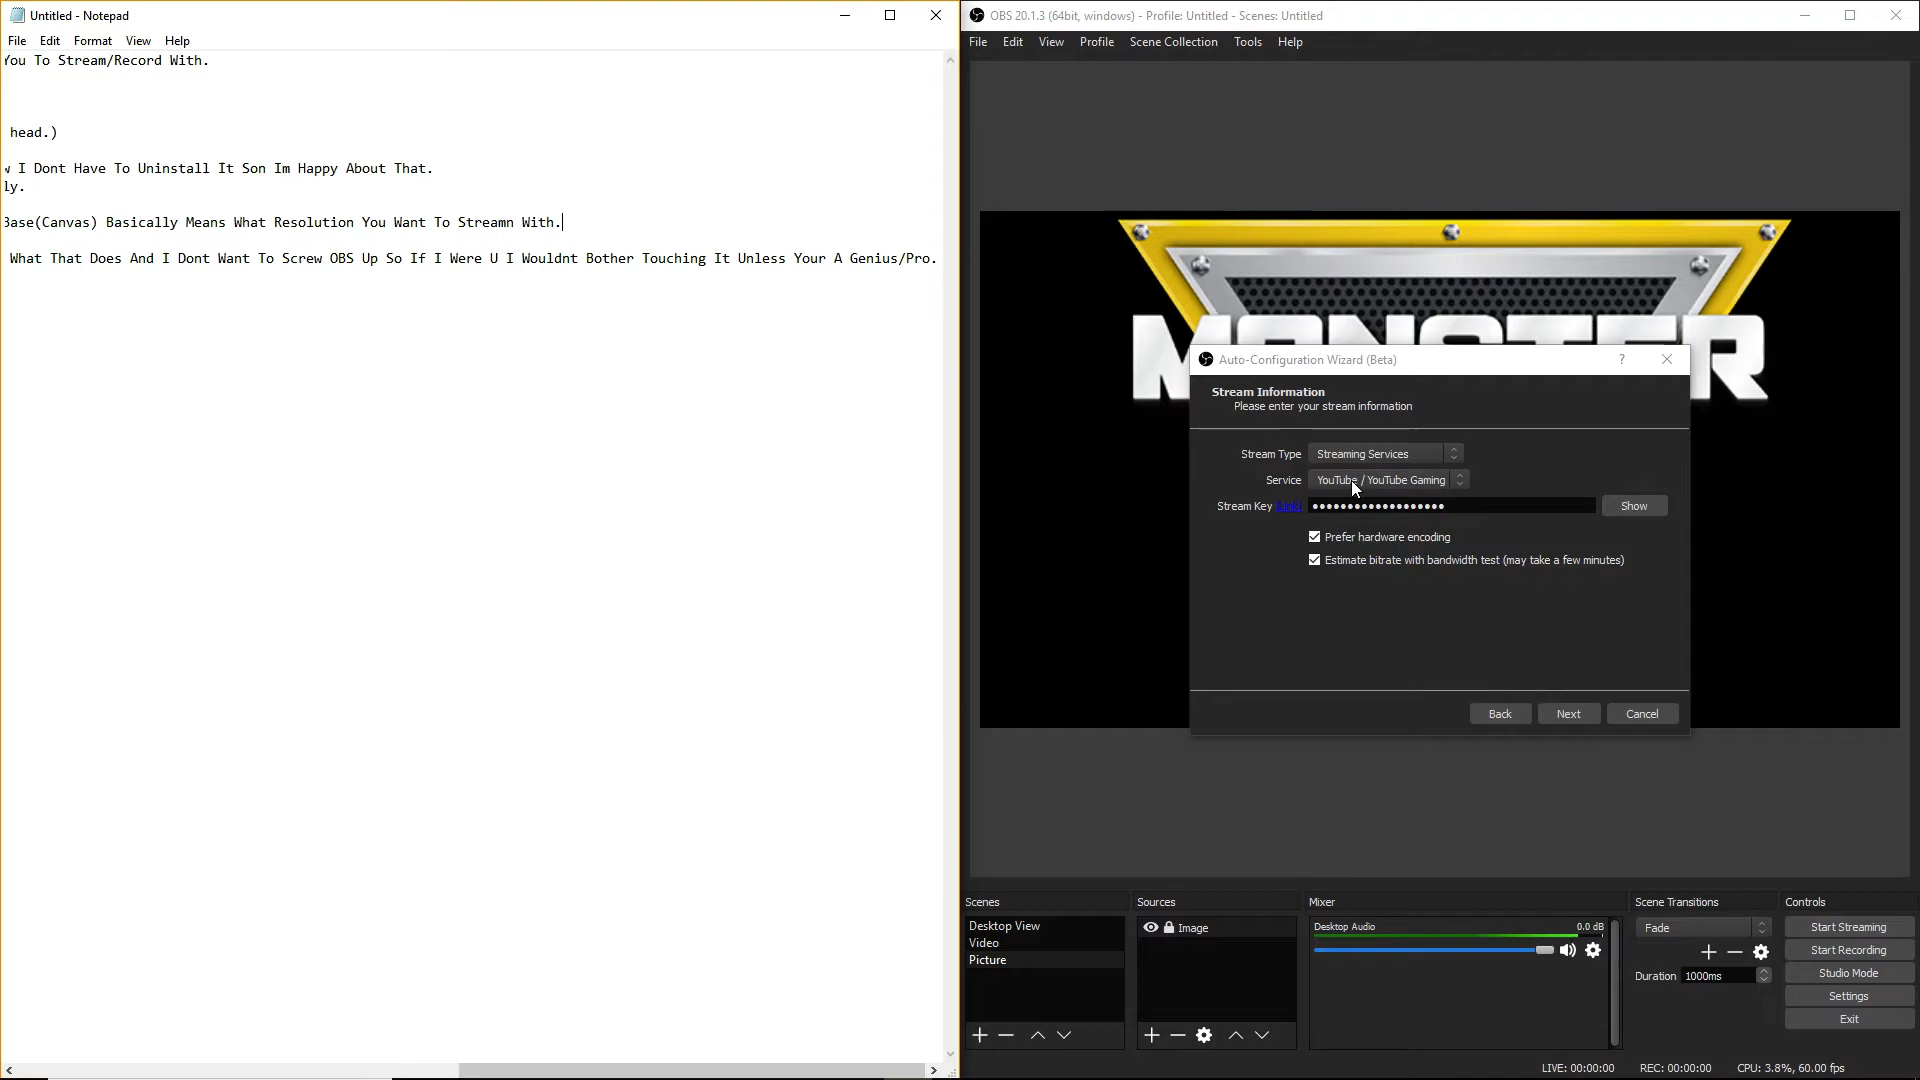 Untitled - Notepad
File Edit Format View Help
You To Stream/Record With.
head.)
I Dont Have To Uninstall It Son Im Happy About That.
ly.
Base(Canvas) Basically Means What Resolution You Want To Streamn With.
What That Does And I Dont Want To Screw OBS Up So If I Were U I Wouldnt Bother Touching It Unless Your A Genius/Pro.
OBS 20.1.3 (64bit, windows) - Profile: Untitled - Scenes: Untitled
File Edit View Profile Scene Collection Tools Help
MONSTER
Auto-Configuration Wizard (Beta)
Stream Information
Please enter your stream information
Stream Type Streaming Services
Service YouTube / YouTube Gaming
Stream Key Show
Prefer hardware encoding
Estimate bitrate with bandwidth test (may take a few minutes)
Back Next Cancel
Scenes
Desktop View
Video
Picture
Sources
Image
Mixer
Desktop Audio 0.0 dB
Scene Transitions
Fade
Duration 1000ms
Controls
Start Streaming
Start Recording
Studio Mode
Settings
Exit
LIVE: 00:00:00 REC: 00:00:00 CPU: 3.8%, 60.00 fps